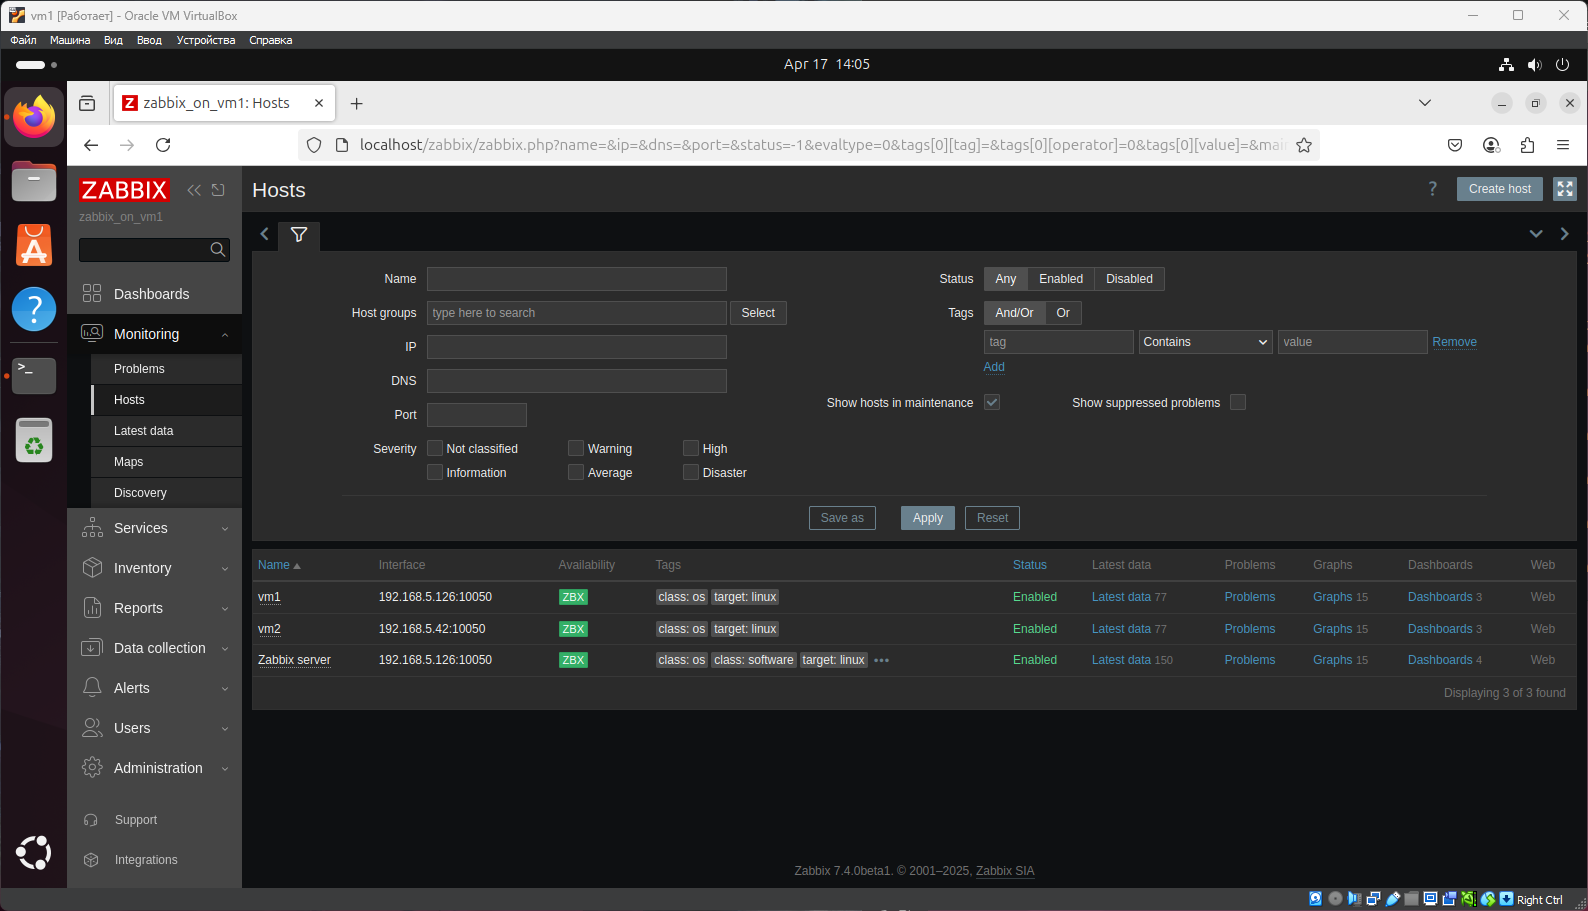 vm1 [Работает] - Oracle VM VirtualBox
Файл Машина Вид Ввод Устройства Справка
Apr 17 14:05
zabbix_on_vm1: Hosts
localhost/zabbix/zabbix.php?name=&ip=&dns=&port=&status=-1&evaltype=0&tags[0][tag]=&tags[0][operator]=0&tags[0][value]=&mai
ZABBIX
zabbix_on_vm1
Dashboards
Monitoring
Problems
Hosts
Latest data
Maps
Discovery
Services
Inventory
Reports
Data collection
Alerts
Users
Administration
Support
Integrations
Hosts
? Create host
Name
Host groups type here to search Select
IP
DNS
Port
Severity Not classified Warning High
Information Average Disaster
Status Any Enabled Disabled
Tags And/Or Or
tag Contains value Remove
Add
Show hosts in maintenance Show suppressed problems
Save as Apply Reset
Name Interface Availability Tags Status Latest data Problems Graphs Dashboards Web
vm1 192.168.5.126:10050 ZBX class: os target: linux Enabled Latest data 77 Problems Graphs 15 Dashboards 3 Web
vm2 192.168.5.42:10050 ZBX class: os target: linux Enabled Latest data 77 Problems Graphs 15 Dashboards 3 Web
Zabbix server 192.168.5.126:10050 ZBX class: os class: software target: linux ••• Enabled Latest data 150 Problems Graphs 15 Dashboards 4 Web
Displaying 3 of 3 found
Zabbix 7.4.0beta1. © 2001–2025, Zabbix SIA
Right Ctrl